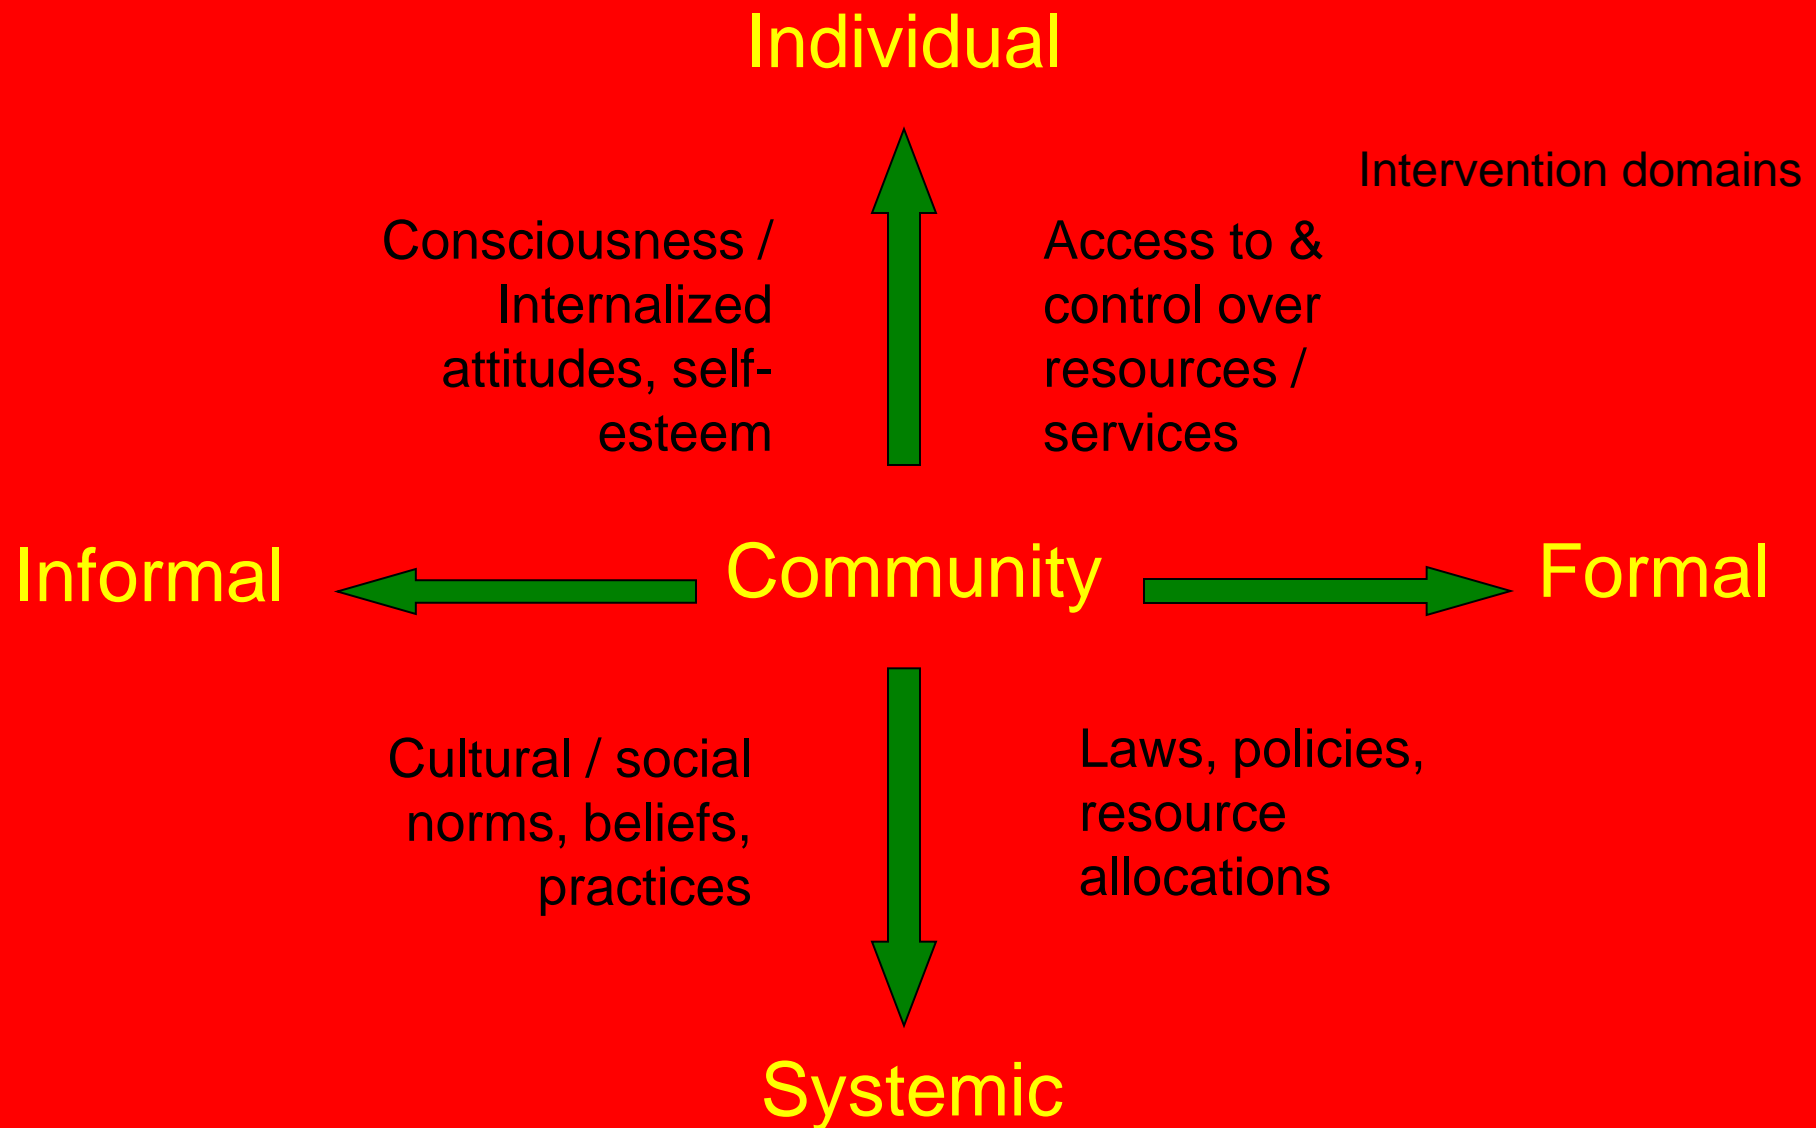 Individual
Intervention domains
Consciousness /
Internalized
attitudes, self-
esteem
Access to &
control over
resources /
services
Informal
Community
Formal
Cultural / social
norms, beliefs,
practices
Laws, policies,
resource
allocations
Systemic